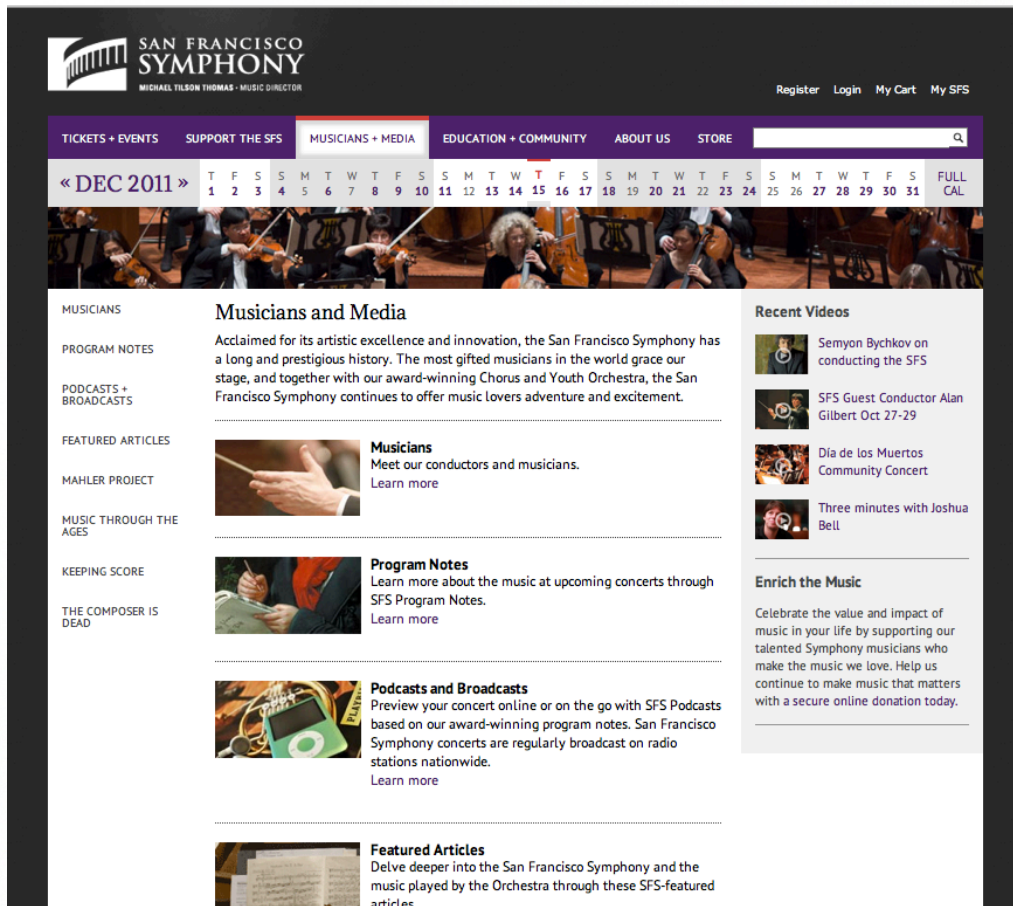 SAN FRANCISCO
SYMPHONY
MICHAEL TILSON THOMAS - MUSIC DIRECTOR
Register Login My Cart My SFS
TICKETS + EVENTS SUPPORT THE SFS MUSICIANS + MEDIA EDUCATION + COMMUNITY ABOUT US STORE
« DEC 2011 »
T F S S M T W T F S S M T W T F S S M T W T F S S M T W T F S
1 2 3 4 5 6 7 8 9 10 11 12 13 14 15 16 17 18 19 20 21 22 23 24 25 26 27 28 29 30 31
FULL
CAL
MUSICIANS
PROGRAM NOTES
PODCASTS +
BROADCASTS
FEATURED ARTICLES
MAHLER PROJECT
MUSIC THROUGH THE
AGES
KEEPING SCORE
THE COMPOSER IS
DEAD
Musicians and Media
Acclaimed for its artistic excellence and innovation, the San Francisco Symphony has
a long and prestigious history. The most gifted musicians in the world grace our
stage, and together with our award-winning Chorus and Youth Orchestra, the San
Francisco Symphony continues to offer music lovers adventure and excitement.
Musicians
Meet our conductors and musicians.
Learn more
Program Notes
Learn more about the music at upcoming concerts through
SFS Program Notes.
Learn more
Podcasts and Broadcasts
Preview your concert online or on the go with SFS Podcasts
based on our award-winning program notes. San Francisco
Symphony concerts are regularly broadcast on radio
stations nationwide.
Learn more
Featured Articles
Delve deeper into the San Francisco Symphony and the
music played by the Orchestra through these SFS-featured
articles
Recent Videos
Semyon Bychkov on
conducting the SFS
SFS Guest Conductor Alan
Gilbert Oct 27-29
Día de los Muertos
Community Concert
Three minutes with Joshua
Bell
Enrich the Music
Celebrate the value and impact of
music in your life by supporting our
talented Symphony musicians who
make the music we love. Help us
continue to make music that matters
with a secure online donation today.